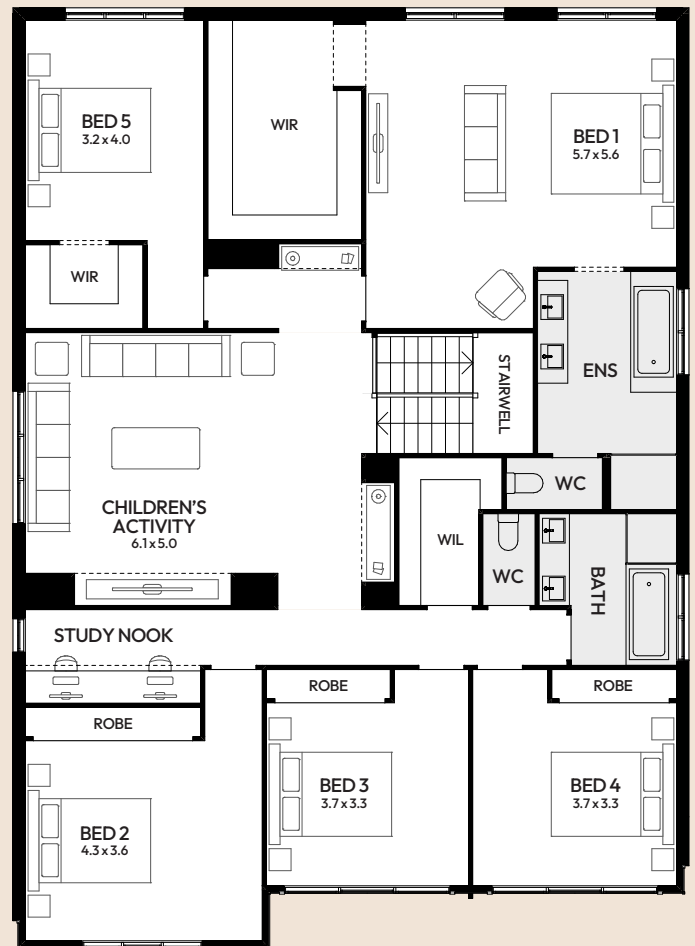 BED 5
3.2 x 4.0
WIR
BED 1
5.7 x 5.6
WIR
ENS
STAIRWELL
CHILDREN'S
ACTIVITY
6.1 x 5.0
WC
WIL
WC
BATH
STUDY NOOK
ROBE
ROBE
ROBE
BED 3
3.7 x 3.3
BED 4
3.7 x 3.3
BED 2
4.3 x 3.6